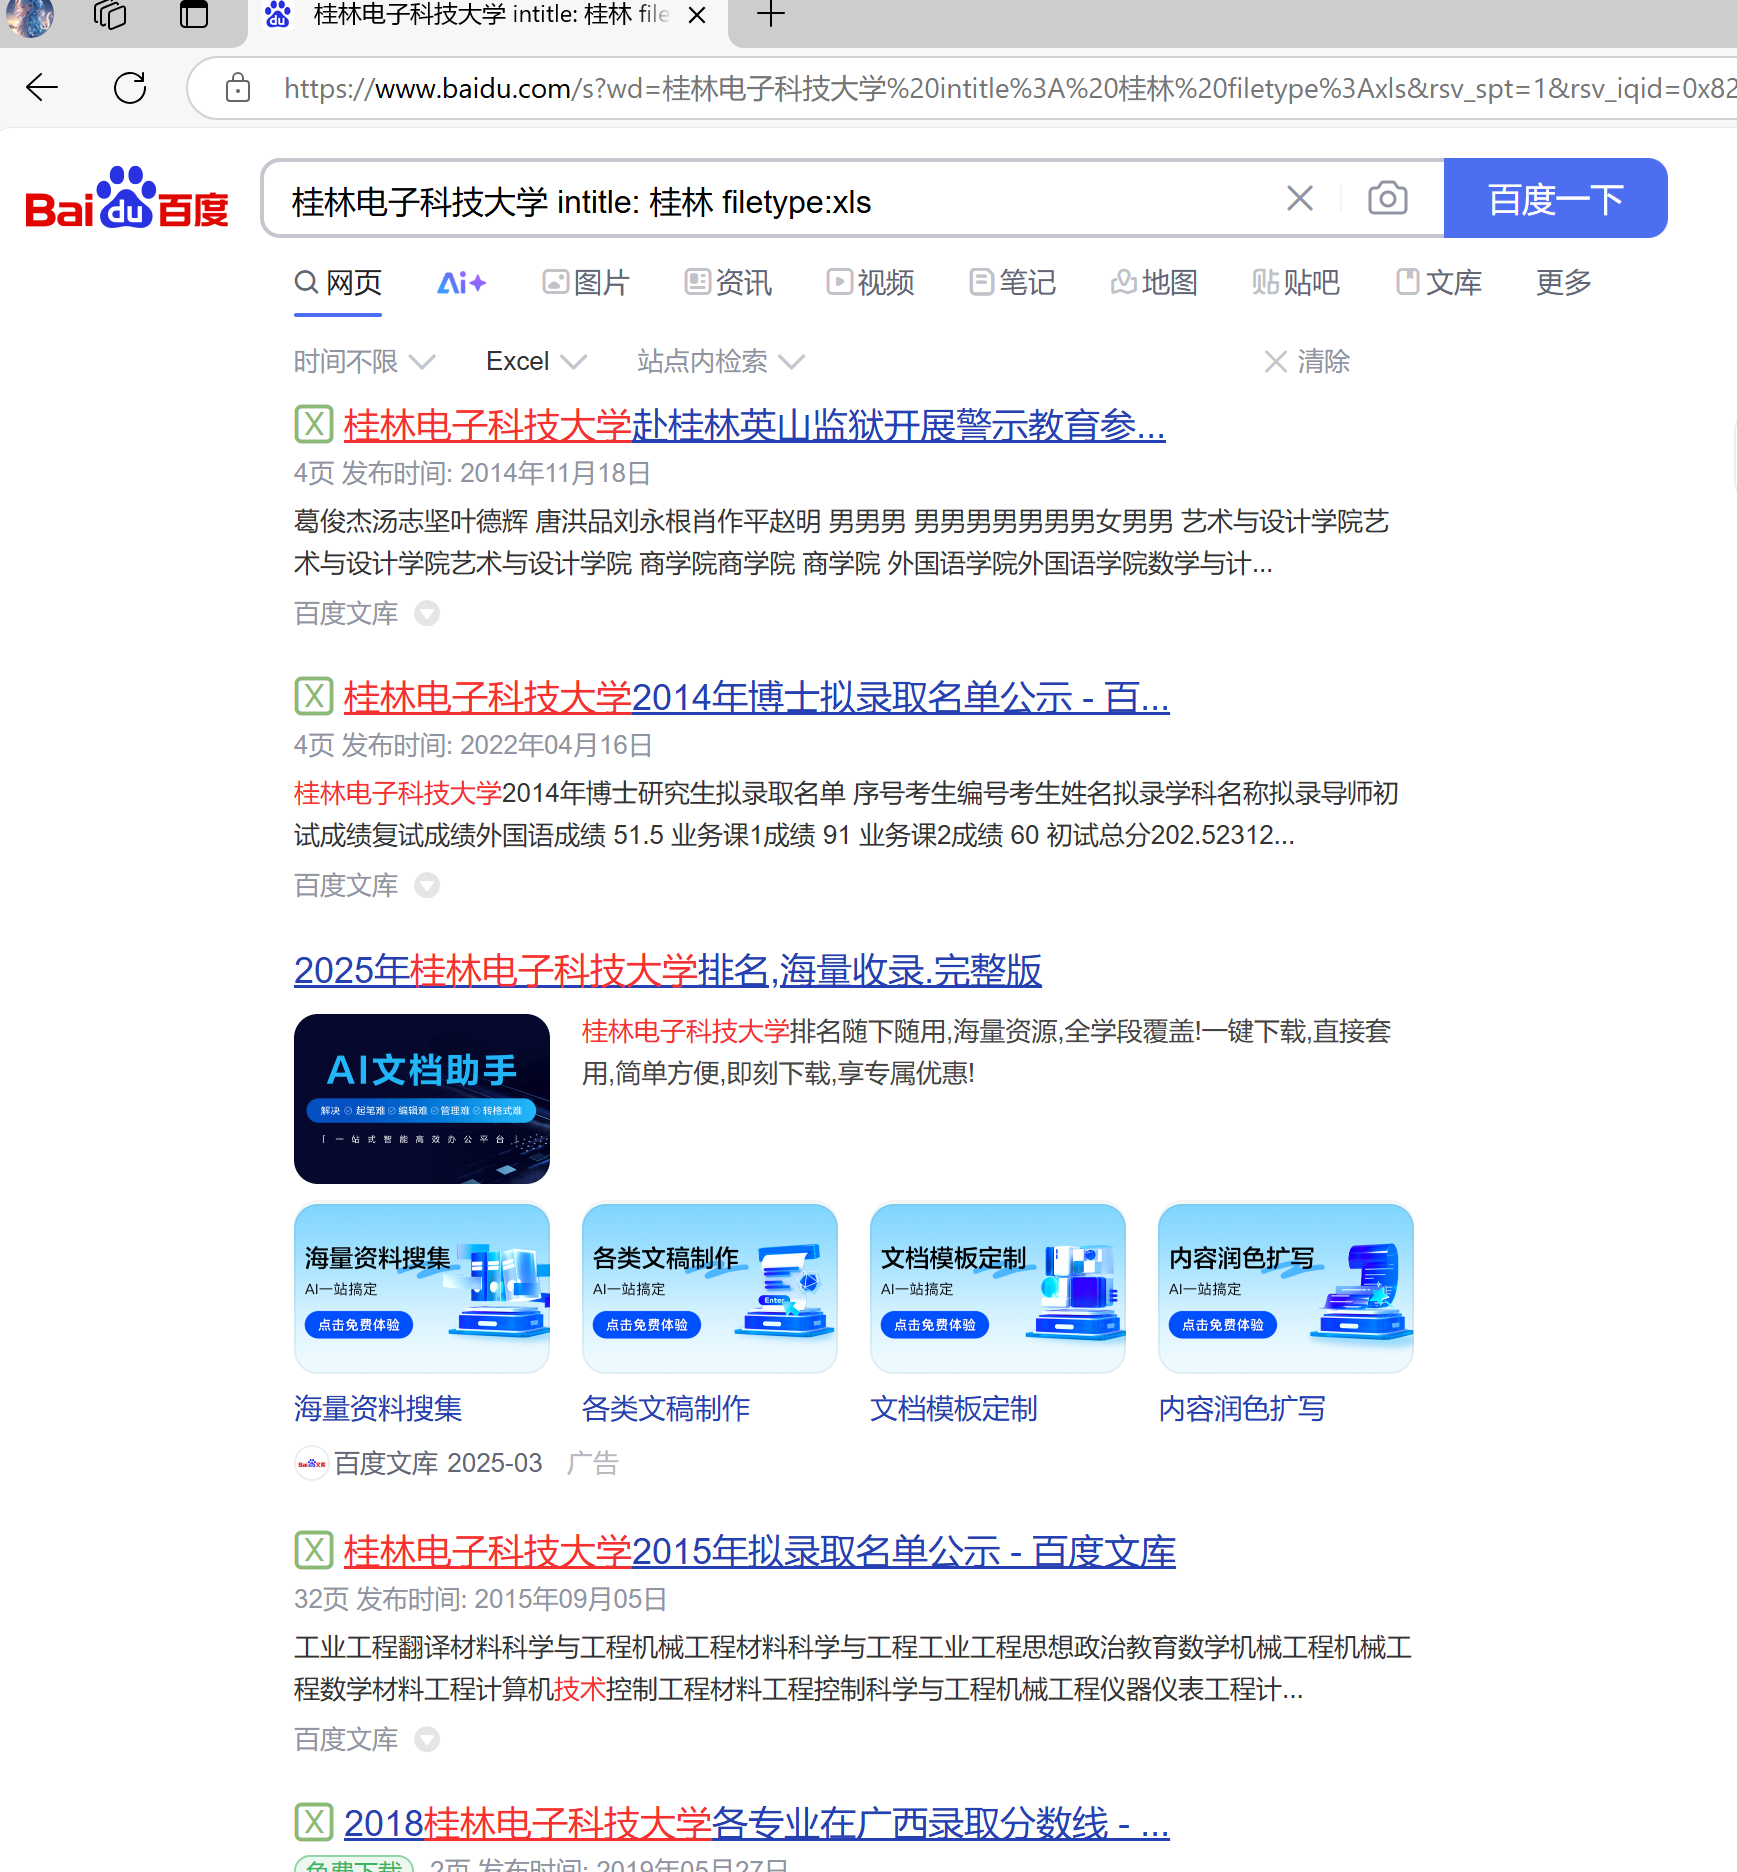 桂林电子科技大学 intitle: 桂林 file
https://www.baidu.com/s?wd=桂林电子科技大学%20intitle%3A%20桂林%20filetype%3Axls&rsv_spt=1&rsv_iqid=0x82
Bai du 百度
桂林电子科技大学 intitle: 桂林 filetype:xls
百度一下
网页 Ai 图片 资讯 视频 笔记 地图 贴 贴吧 文库 更多
时间不限 Excel 站点内检索 清除
桂林电子科技大学赴桂林英山监狱开展警示教育参...
4页 发布时间: 2014年11月18日
葛俊杰汤志坚叶德辉 唐洪品刘永根肖作平赵明 男男男 男男男男男男男女男男 艺术与设计学院艺
术与设计学院艺术与设计学院 商学院商学院 商学院 外国语学院外国语学院数学与计...
百度文库
桂林电子科技大学2014年博士拟录取名单公示 - 百...
4页 发布时间: 2022年04月16日
桂林电子科技大学2014年博士研究生拟录取名单 序号考生编号考生姓名拟录学科名称拟录导师初
试成绩复试成绩外国语成绩 51.5 业务课1成绩 91 业务课2成绩 60 初试总分202.52312...
百度文库
2025年桂林电子科技大学排名,海量收录.完整版
桂林电子科技大学排名随下随用,海量资源,全学段覆盖!一键下载,直接套
用,简单方便,即刻下载,享专属优惠!
AI文档助手
解决 起笔难 编辑难 管理难 转格式难
「一站式智能高效办公平台」
海量资料搜集
AI一站搞定
点击免费体验
各类文稿制作
AI一站搞定
Enter
点击免费体验
文档模板定制
AI一站搞定
点击免费体验
内容润色扩写
AI一站搞定
点击免费体验
海量资料搜集 各类文稿制作 文档模板定制 内容润色扩写
Bai 文库 百度文库 2025-03 广告
桂林电子科技大学2015年拟录取名单公示 - 百度文库
32页 发布时间: 2015年09月05日
工业工程翻译材料科学与工程机械工程材料科学与工程工业工程思想政治教育数学机械工程机械工
程数学材料工程计算机技术控制工程材料工程控制科学与工程机械工程仪器仪表工程计...
百度文库
2018桂林电子科技大学各专业在广西录取分数线 - ...
免费下载 2页 发布时间: 2019年05月27日